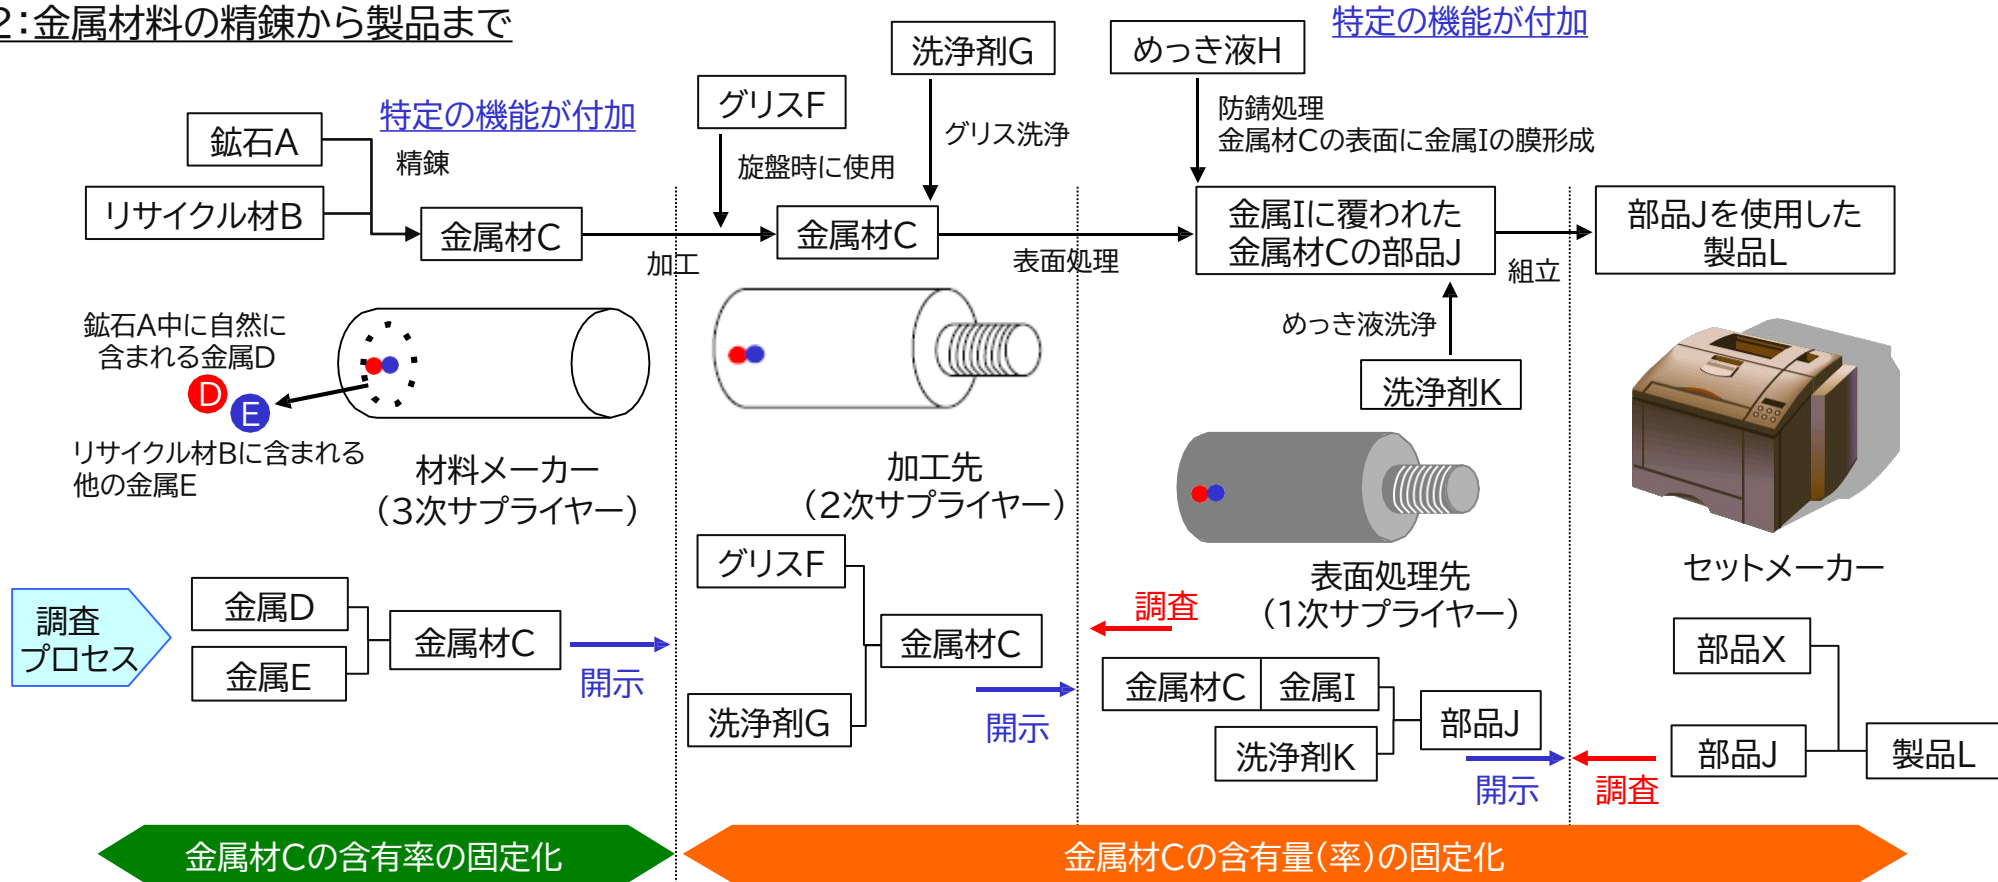 2:金属材料の精錬から製品まで
特定の機能が付加
洗浄剤G
めっき液H
グリスF
特定の機能が付加
鉱石A
精錬
旋盤時に使用
グリス洗浄
防錆処理
金属材Cの表面に金属Iの膜形成
リサイクル材B
金属材C
加工
金属材C
表面処理
金属Iに覆われた
金属材Cの部品J
組立
部品Jを使用した
製品L
鉱石A中に自然に
含まれる金属D
D
E
リサイクル材Bに含まれる
他の金属E
めっき液洗浄
洗浄剤K
材料メーカー
(3次サプライヤー)
加工先
(2次サプライヤー)
表面処理先
(1次サプライヤー)
セットメーカー
調査
プロセス
金属D
金属E
金属材C
開示
グリスF
洗浄剤G
金属材C
開示
調査
金属材C
金属I
洗浄剤K
部品J
開示
調査
部品X
部品J
製品L
金属材Cの含有率の固定化
金属材Cの含有量(率)の固定化